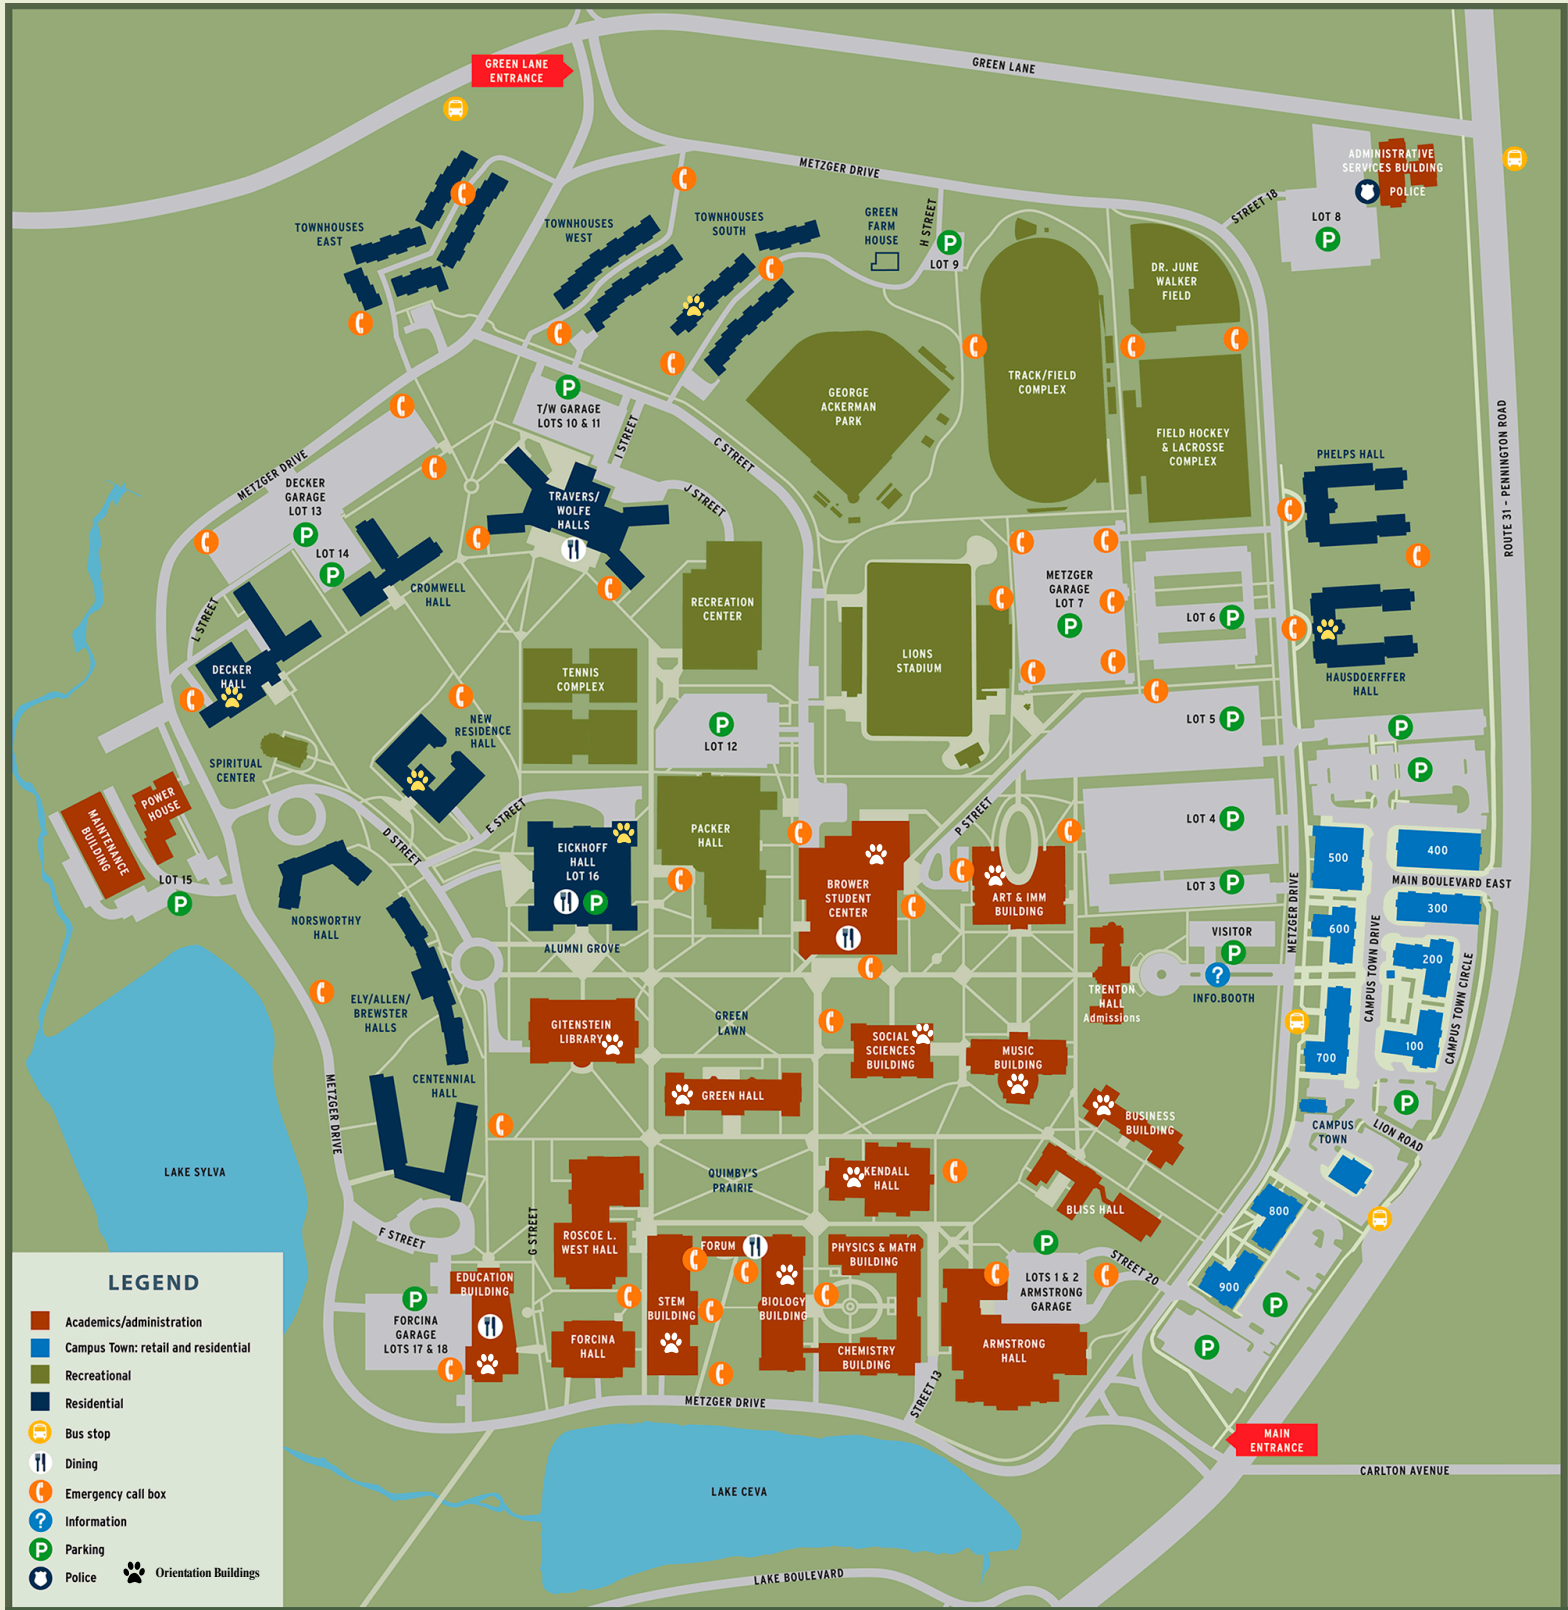 GREEN LANE
ENTRANCE
GREEN LANE
METZGER DRIVE
ADMINISTRATIVE
SERVICES BUILDING
POLICE
STREET 18
LOT 8
P
TOWNHOUSES
EAST
TOWNHOUSES
WEST
TOWNHOUSES
SOUTH
GREEN
FARM
HOUSE
H STREET
P
LOT 9
DR. JUNE
WALKER
FIELD
TRACK/FIELD
COMPLEX
GEORGE
ACKERMAN
PARK
FIELD HOCKEY
& LACROSSE
COMPLEX
P
T/W GARAGE
LOTS 10 & 11
I STREET
C STREET
J STREET
METZGER DRIVE
DECKER
GARAGE
LOT 13
P
LOT 14
P
TRAVERS/
WOLFE
HALLS
CROMWELL
HALL
L STREET
DECKER
HALL
RECREATION
CENTER
LIONS
STADIUM
METZGER
GARAGE
LOT 7
P
LOT 6
P
PHELPS HALL
HAUSDOERFFER
HALL
ROUTE 31 - PENNINGTON ROAD
TENNIS
COMPLEX
NEW
RESIDENCE
HALL
SPIRITUAL
CENTER
P
LOT 12
LOT 5
P
P
P
POWER
HOUSE
MAINTENANCE
BUILDING
LOT 15
P
D STREET
E STREET
EICKHOFF
HALL
LOT 16
P
ALUMNI GROVE
PACKER
HALL
BROWER
STUDENT
CENTER
P STREET
ART & IMM
BUILDING
LOT 4
P
LOT 3
P
METZGER DRIVE
500
400
MAIN BOULEVARD EAST
300
600
200
CAMPUS TOWN DRIVE
CAMPUS TOWN CIRCLE
100
700
VISITOR
P
?
INFO.BOOTH
TRENTON
HALL
Admissions
NORSWORTHY
HALL
ELY/ALLEN/
BREWSTER
HALLS
GITENSTEIN
LIBRARY
GREEN
LAWN
SOCIAL
SCIENCES
BUILDING
MUSIC
BUILDING
CENTENNIAL
HALL
GREEN HALL
BUSINESS
BUILDING
P
CAMPUS
TOWN
LION ROAD
METZGER DRIVE
LAKE SYLVA
QUIMBY'S
PRAIRIE
KENDALL
HALL
BLISS HALL
800
900
P
P
F STREET
G STREET
ROSCOE L.
WEST HALL
FORUM
PHYSICS & MATH
BUILDING
P
LOTS 1 & 2
ARMSTRONG
GARAGE
STREET 20
EDUCATION
BUILDING
P
FORCINA
GARAGE
LOTS 17 & 18
STEM
BUILDING
BIOLOGY
BUILDING
FORCINA
HALL
CHEMISTRY
BUILDING
ARMSTRONG
HALL
STREET 13
METZGER DRIVE
MAIN
ENTRANCE
CARLTON AVENUE
LAKE CEVA
LAKE BOULEVARD
LEGEND
Academics/administration
Campus Town: retail and residential
Recreational
Residential
Bus stop
Dining
Emergency call box
? Information
P Parking
Police
Orientation Buildings